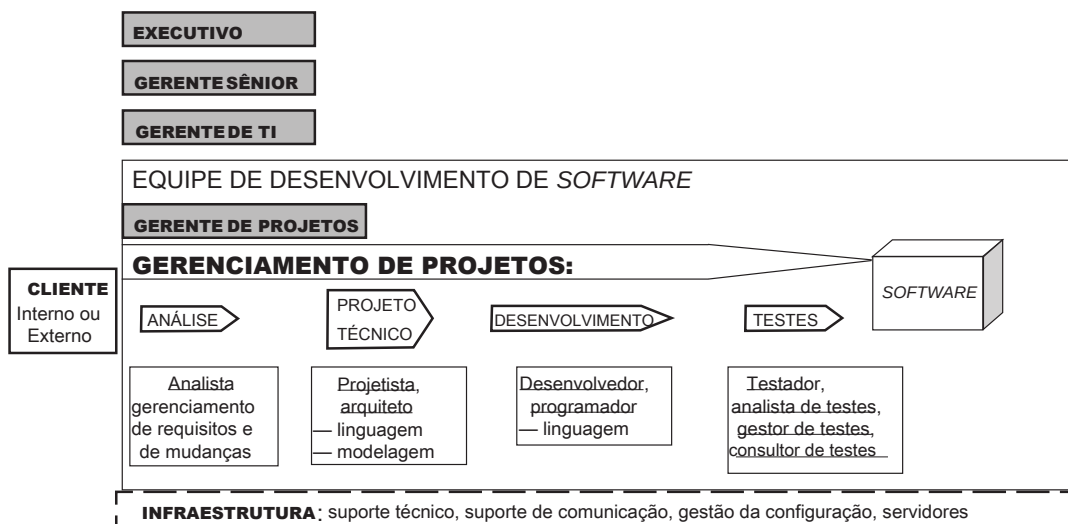 EXECUTIVO
GERENTE SÊNIOR
GERENTE DE TI
EQUIPE DE DESENVOLVIMENTO DE SOFTWARE
GERENTE DE PROJETOS
GERENCIAMENTO DE PROJETOS:
CLIENTE
Interno ou
Externo
ANÁLISE
PROJETO
TÉCNICO
DESENVOLVIMENTO
TESTES
SOFTWARE
Analista
gerenciamento
de requisitos e
de mudanças
Projetista,
arquiteto
— linguagem
— modelagem
Desenvolvedor,
programador
— linguagem
Testador,
analista de testes,
gestor de testes,
consultor de testes
INFRAESTRUTURA: suporte técnico, suporte de comunicação, gestão da configuração, servidores